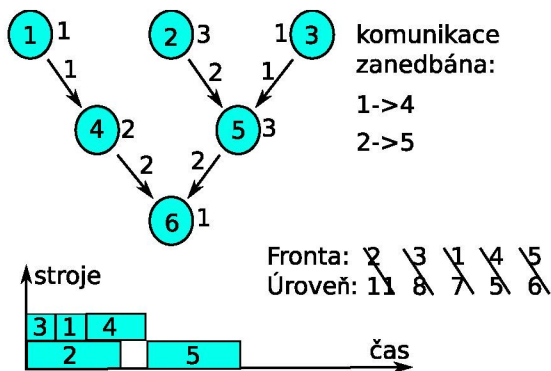 1 1 2 3 1 3
1 2 1
4 2 5 3
2 2
6 1
komunikace
zanedbána:
1->4
2->5
Fronta: 2 3 1 4 5
Úroveň: 11 8 7 5 6
stroje
3 1 4
2 5
čas